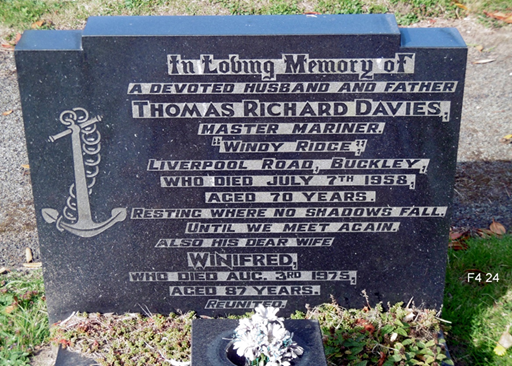 In Loving Memory of
A DEVOTED HUSBAND AND FATHER
THOMAS RICHARD DAVIES,
MASTER MARINER,
"WINDY RIDGE",
LIVERPOOL ROAD, BUCKLEY,
WHO DIED JULY 7TH 1958,
AGED 70 YEARS.
RESTING WHERE NO SHADOWS FALL.
UNTIL WE MEET AGAIN.
ALSO HIS DEAR WIFE
WINIFRED,
WHO DIED AUG. 3RD 1975,
AGED 87 YEARS.
REUNITED.
F4 24